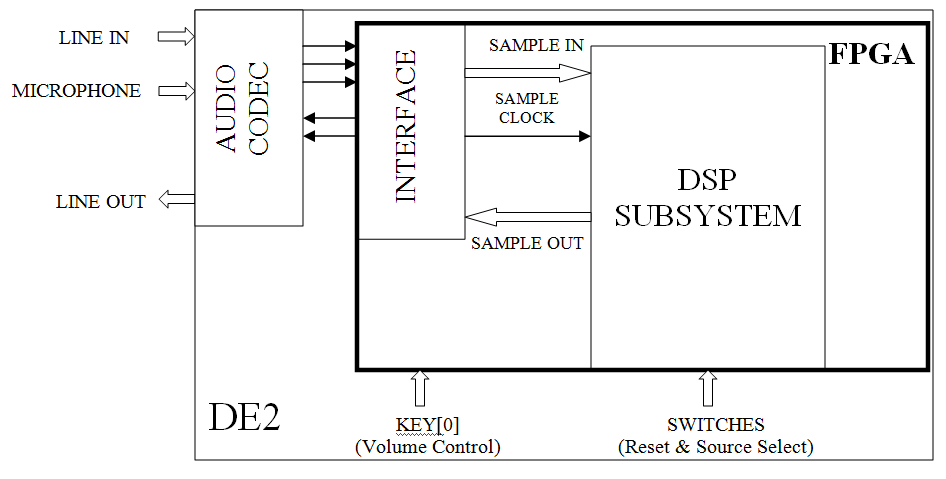 LINE IN
MICROPHONE
LINE OUT
AUDIO
CODEC
INTERFACE
SAMPLE IN
SAMPLE
CLOCK
SAMPLE OUT
FPGA
DSP
SUBSYSTEM
DE2
KEY[0]
(Volume Control)
SWITCHES
(Reset & Source Select)